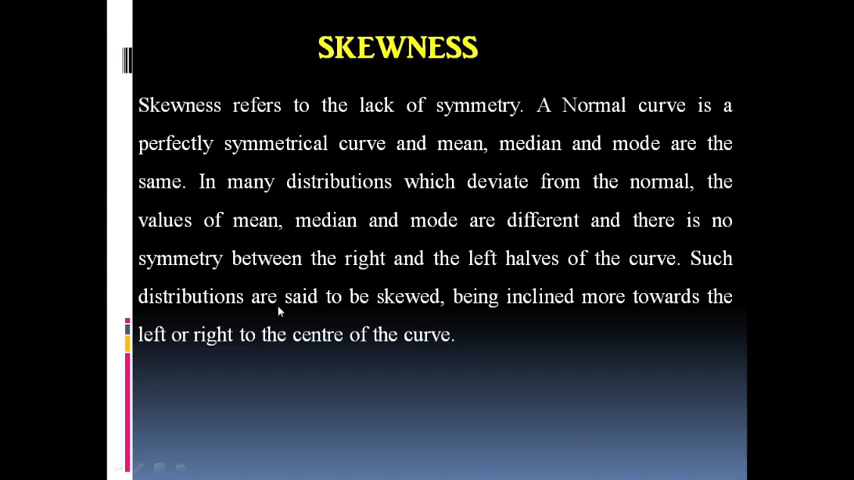 SKEWNESS
Skewness refers to the lack of symmetry. A Normal curve is a
perfectly symmetrical curve and mean, median and mode are the
same. In many distributions which deviate from the normal, the
values of mean, median and mode are different and there is no
symmetry between the right and the left halves of the curve. Such
distributions are said to be skewed, being inclined more towards the
left or right to the centre of the curve.